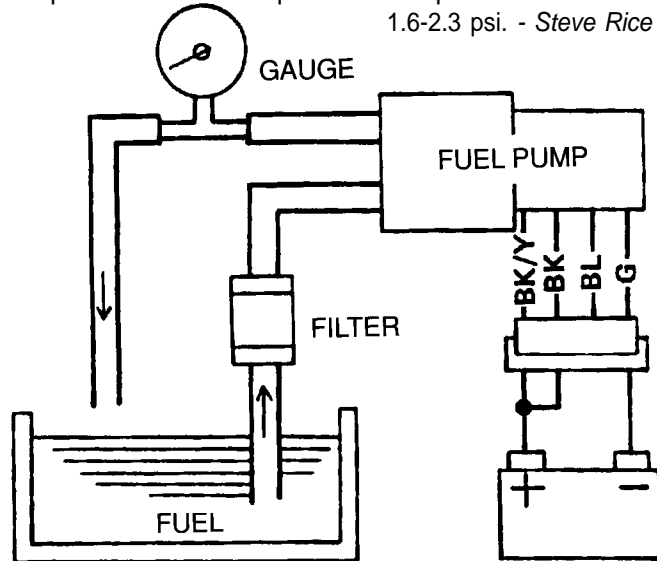 1.6-2.3 psi. - Steve Rice
GAUGE
FUEL PUMP
BK/Y
BK
BL
G
FILTER
FUEL
+
−